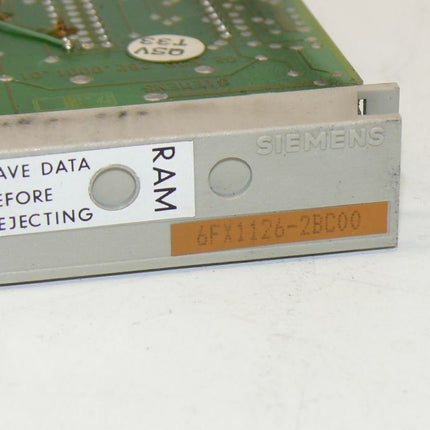 QSV
T33
SIEMENS
AVE DATA
EFORE
EJECTING
RAM
6FX1126-2BC00